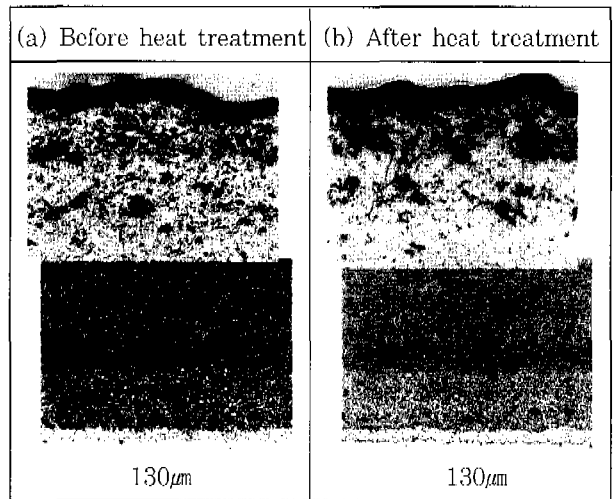 (a) Before heat treatment
(b) After heat treatment
130μm
130μm